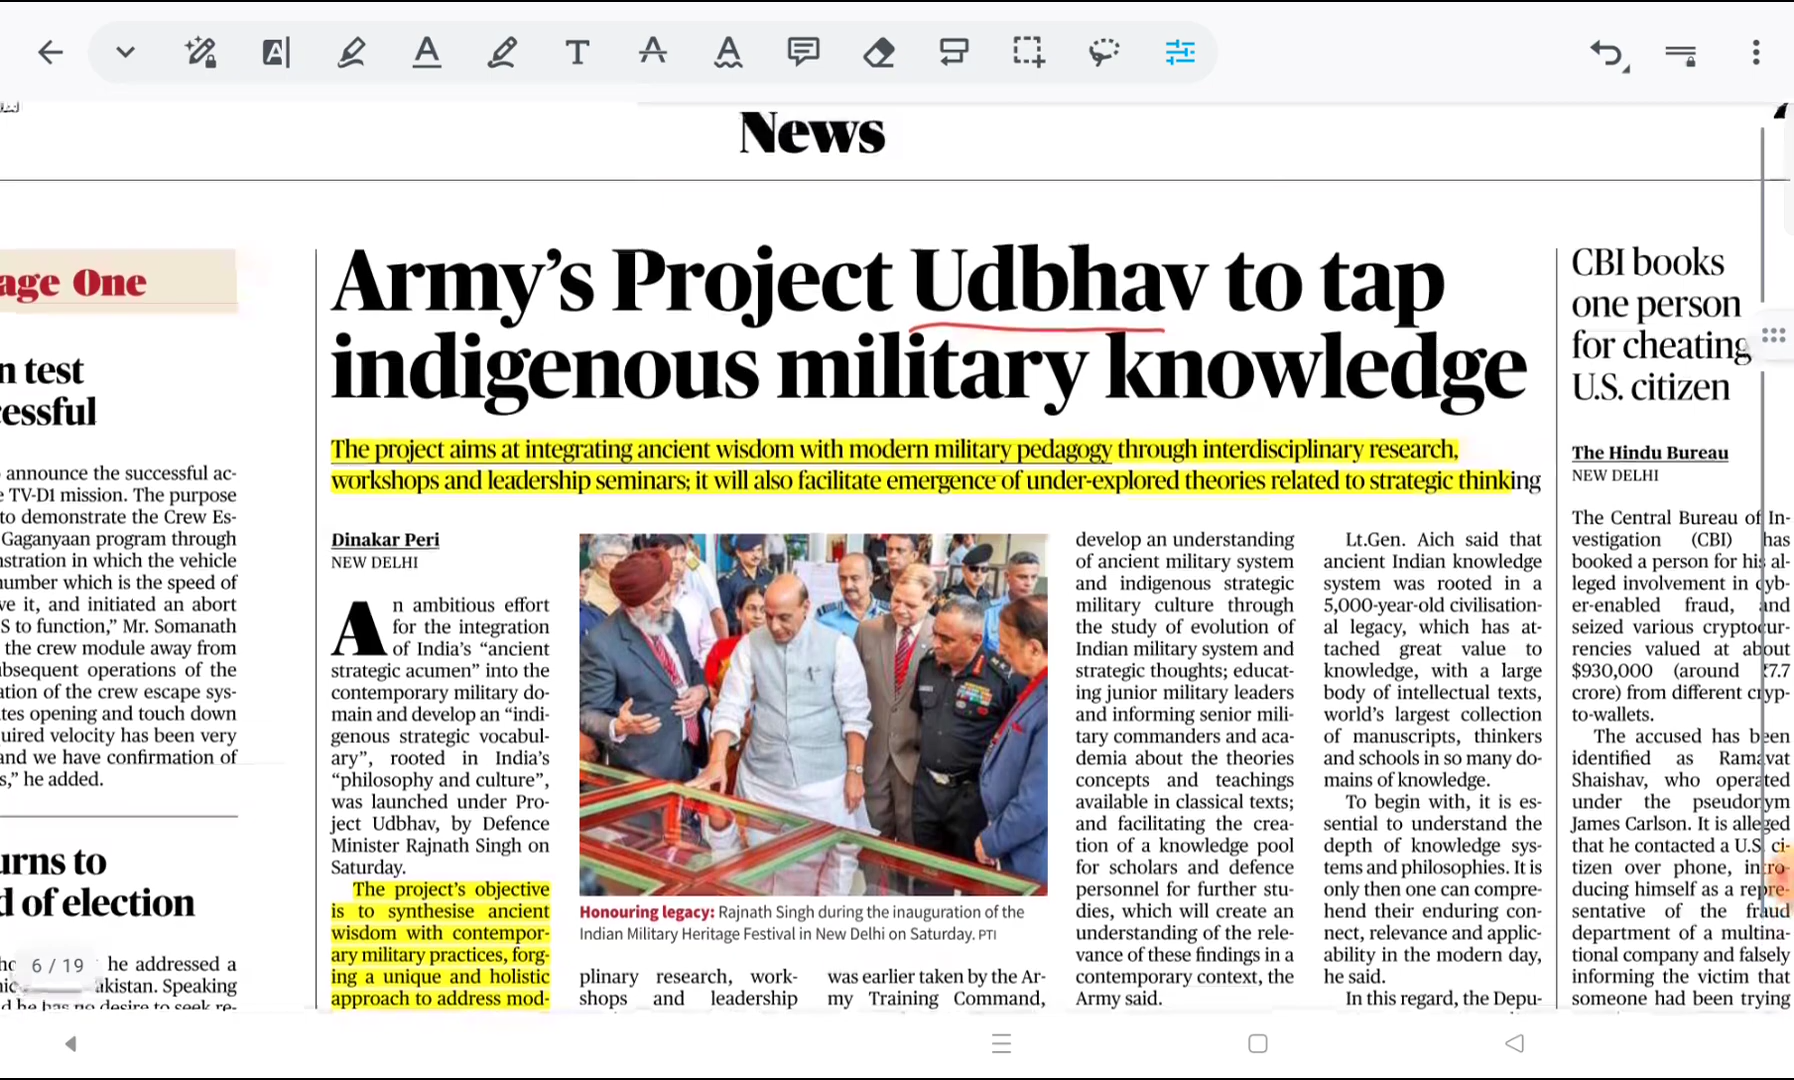 News
age One
n test
cessful
announce the successful ac-
e TV-D1 mission. The purpose
to demonstrate the Crew Es-
Gaganyaan program through
nstration in which the vehicle
number which is the speed of
ve it, and initiated an abort
S to function,” Mr. Somanath
the crew module away from
ubsequent operations of the
ation of the crew escape sys-
tes opening and touch down
quired velocity has been very
and we have confirmation of
s,” he added.
urns to
d of election
he addressed a
akistan. Speaking
d he has no desire to seek re-
6 / 19
Army’s Project Udbhav to tap
indigenous military knowledge
The project aims at integrating ancient wisdom with modern military pedagogy through interdisciplinary research,
workshops and leadership seminars; it will also facilitate emergence of under-explored theories related to strategic thinking
Dinakar Peri
NEW DELHI
An ambitious effort
for the integration
of India’s “ancient
strategic acumen” into the
contemporary military do-
main and develop an “indi-
genous strategic vocabul-
ary”, rooted in India’s
“philosophy and culture”,
was launched under Pro-
ject Udbhav, by Defence
Minister Rajnath Singh on
Saturday.
The project’s objective
is to synthesise ancient
wisdom with contempor-
ary military practices, forg-
ing a unique and holistic
approach to address mod-
Honouring legacy: Rajnath Singh during the inauguration of the
Indian Military Heritage Festival in New Delhi on Saturday. PTI
plinary research, work-
shops and leadership
was earlier taken by the Ar-
my Training Command,
develop an understanding
of ancient military system
and indigenous strategic
military culture through
the study of evolution of
Indian military system and
strategic thoughts; educat-
ing junior military leaders
and informing senior mili-
tary commanders and aca-
demia about the theories
concepts and teachings
available in classical texts;
and facilitating the crea-
tion of a knowledge pool
for scholars and defence
personnel for further stu-
dies, which will create an
understanding of the rele-
vance of these findings in a
contemporary context, the
Army said.
Lt.Gen. Aich said that
ancient Indian knowledge
system was rooted in a
5,000-year-old civilisation-
al legacy, which has at-
tached great value to
knowledge, with a large
body of intellectual texts,
world’s largest collection
of manuscripts, thinkers
and schools in so many do-
mains of knowledge.
To begin with, it is es-
sential to understand the
depth of knowledge sys-
tems and philosophies. It is
only then one can compre-
hend their enduring con-
nect, relevance and applic-
ability in the modern day,
he said.
In this regard, the Depu-
CBI books
one person
for cheating
U.S. citizen
The Hindu Bureau
NEW DELHI
The Central Bureau of In-
vestigation (CBI) has
booked a person for his al-
leged involvement in cyb-
er-enabled fraud, and
seized various cryptocur-
rencies valued at about
$930,000 (around ₹7.7
crore) from different cryp-
to-wallets.
The accused has been
identified as Ramavat
Shaishav, who operated
under the pseudonym
James Carlson. It is alleged
that he contacted a U.S. ci-
tizen over phone, intro-
ducing himself as a repre-
sentative of the fraud
department of a multina-
tional company and falsely
informing the victim that
someone had been trying